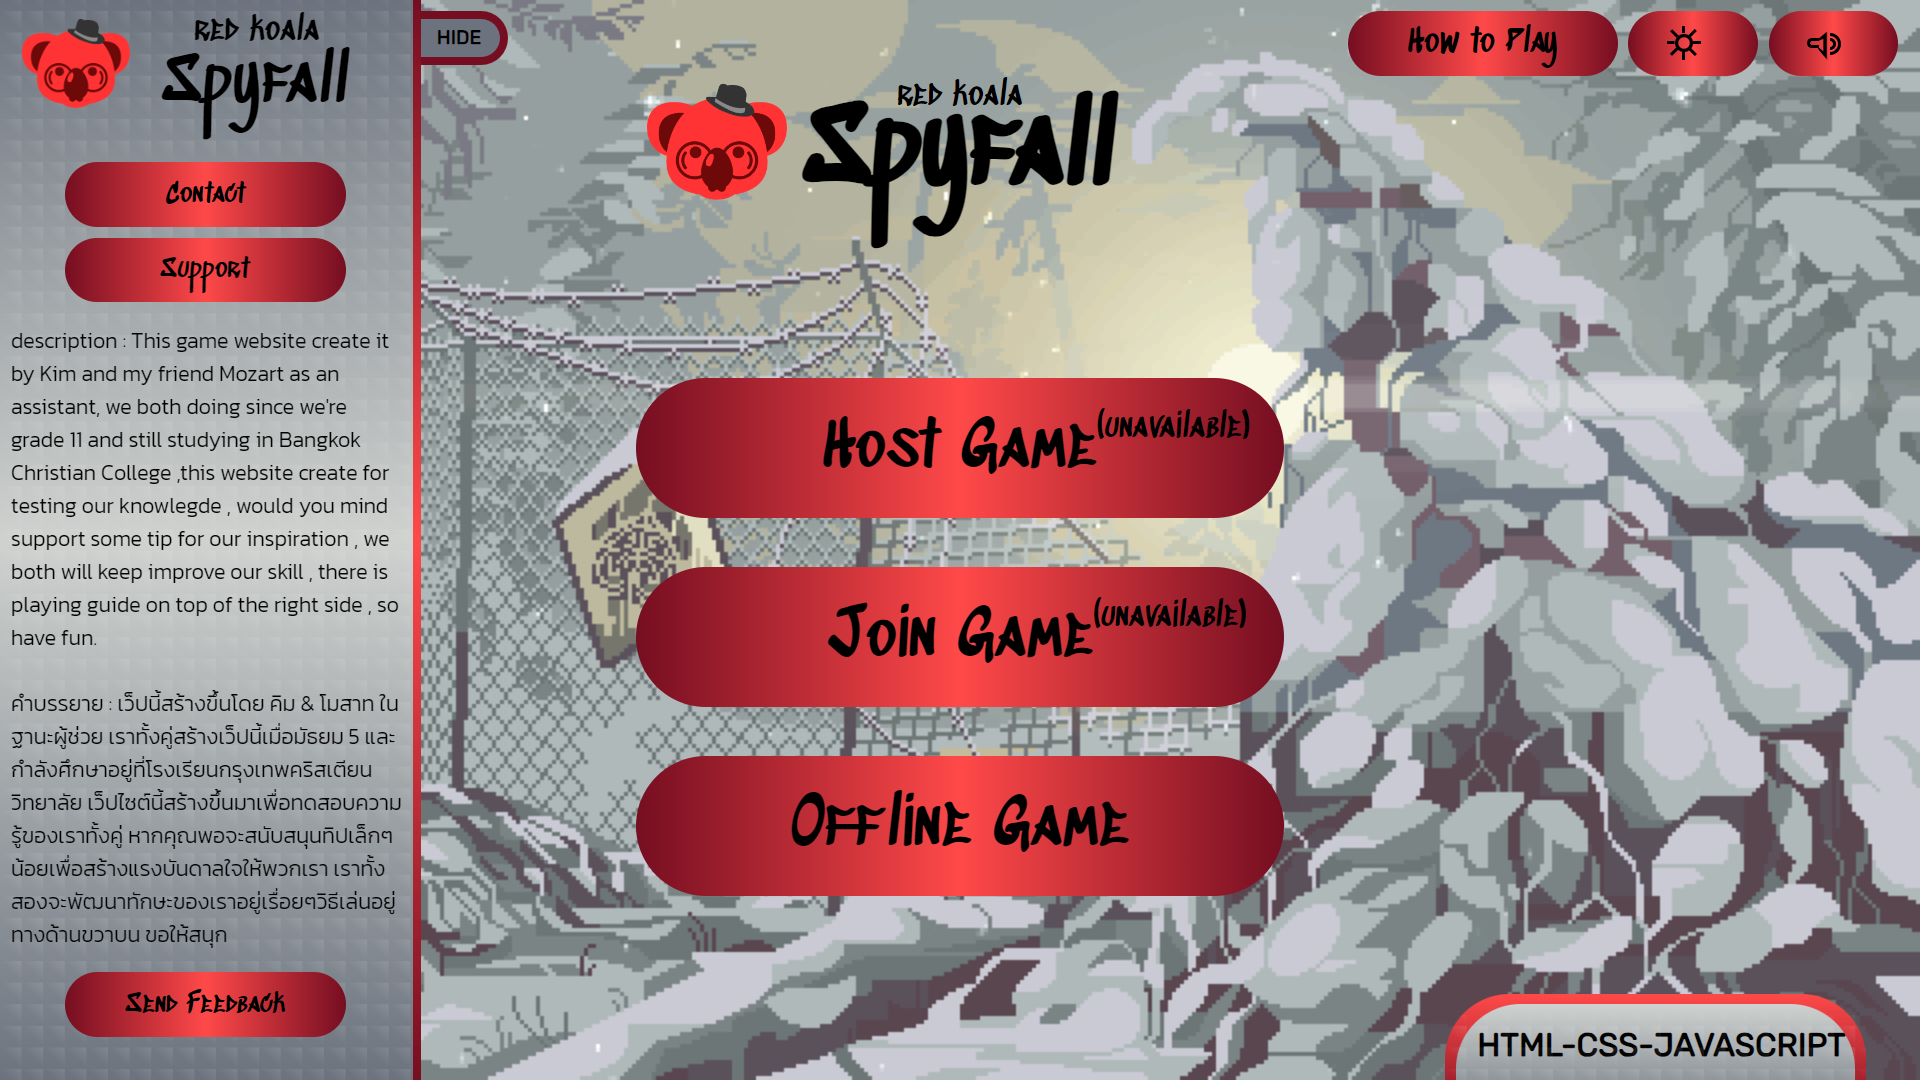 RED KOALA
Spyfall
Contact
Support
description : This game website create it
by Kim and my friend Mozart as an
assistant, we both doing since we're
grade 11 and still studying in Bangkok
Christian College ,this website create for
testing our knowlegde , would you mind
support some tip for our inspiration , we
both will keep improve our skill , there is
playing guide on top of the right side , so
have fun.
คำบรรยาย : เว็ปนี้สร้างขึ้นโดย คิม & โมสาท ใน
ฐานะผู้ช่วย เราทั้งคู่สร้างเว็ปนี้เมื่อมัธยม 5 และ
กำลังศึกษาอยู่ที่โรงเรียนกรุงเทพคริสเตียน
วิทยาลัย เว็ปไซต์นี้สร้างขึ้นมาเพื่อทดสอบความ
รู้ของเราทั้งคู่ หากคุณพอจะสนับสนุนทิปเล็กๆ
น้อยเพื่อสร้างแรงบันดาลใจให้พวกเรา เราทั้ง
สองจะพัฒนาทักษะของเราอยู่เรื่อยๆวิธีเล่นอยู่
ทางด้านขวาบน ขอให้สนุก
Send Feedback
HIDE
How to Play
RED KOALA
Spyfall
Host Game(unavailable)
Join Game(unavailable)
Offline Game
HTML-CSS-JAVASCRIPT